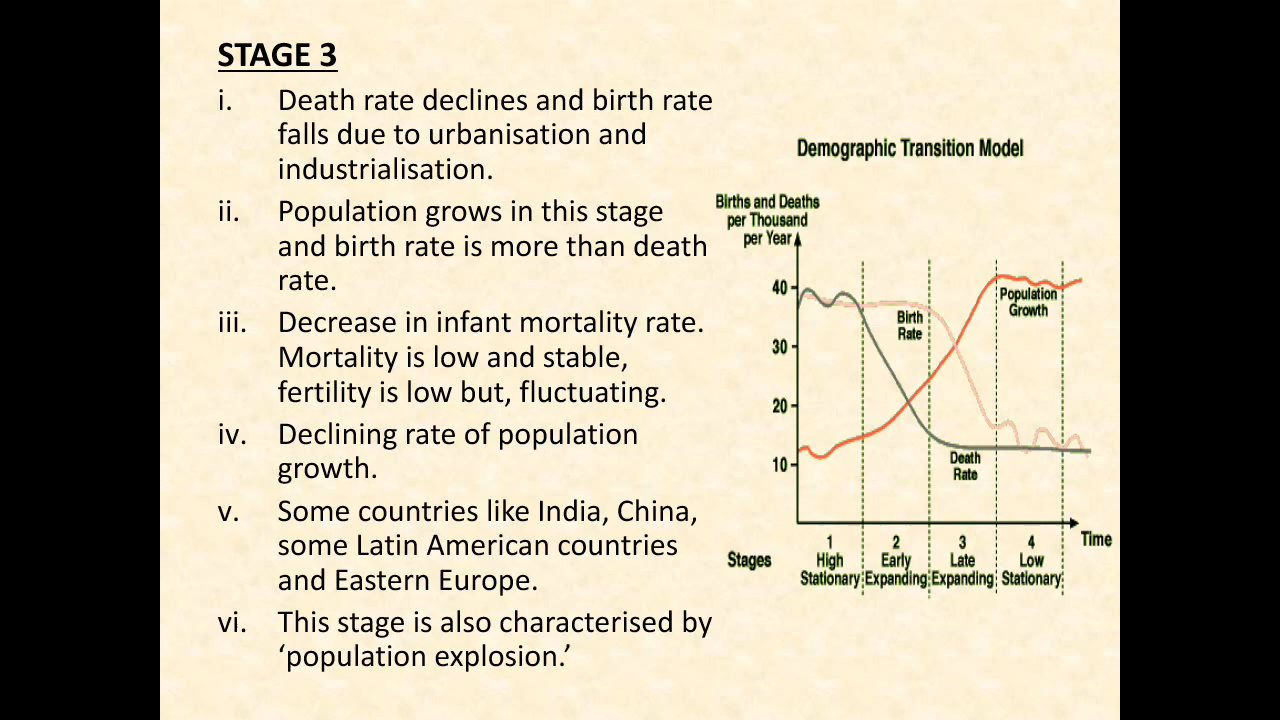 STAGE 3
i. Death rate declines and birth rate
falls due to urbanisation and
industrialisation.
ii. Population grows in this stage
and birth rate is more than death
rate.
iii. Decrease in infant mortality rate.
Mortality is low and stable,
fertility is low but, fluctuating.
iv. Declining rate of population
growth.
v. Some countries like India, China,
some Latin American countries
and Eastern Europe.
vi. This stage is also characterised by
‘population explosion.’
Demographic Transition Model
Births and Deaths
per Thousand
per Year
40
30
20
10
Birth
Rate
Population
Growth
Death
Rate
Time
Stages
1
High
Stationary
2
Early
Expanding
3
Late
Expanding
4
Low
Stationary